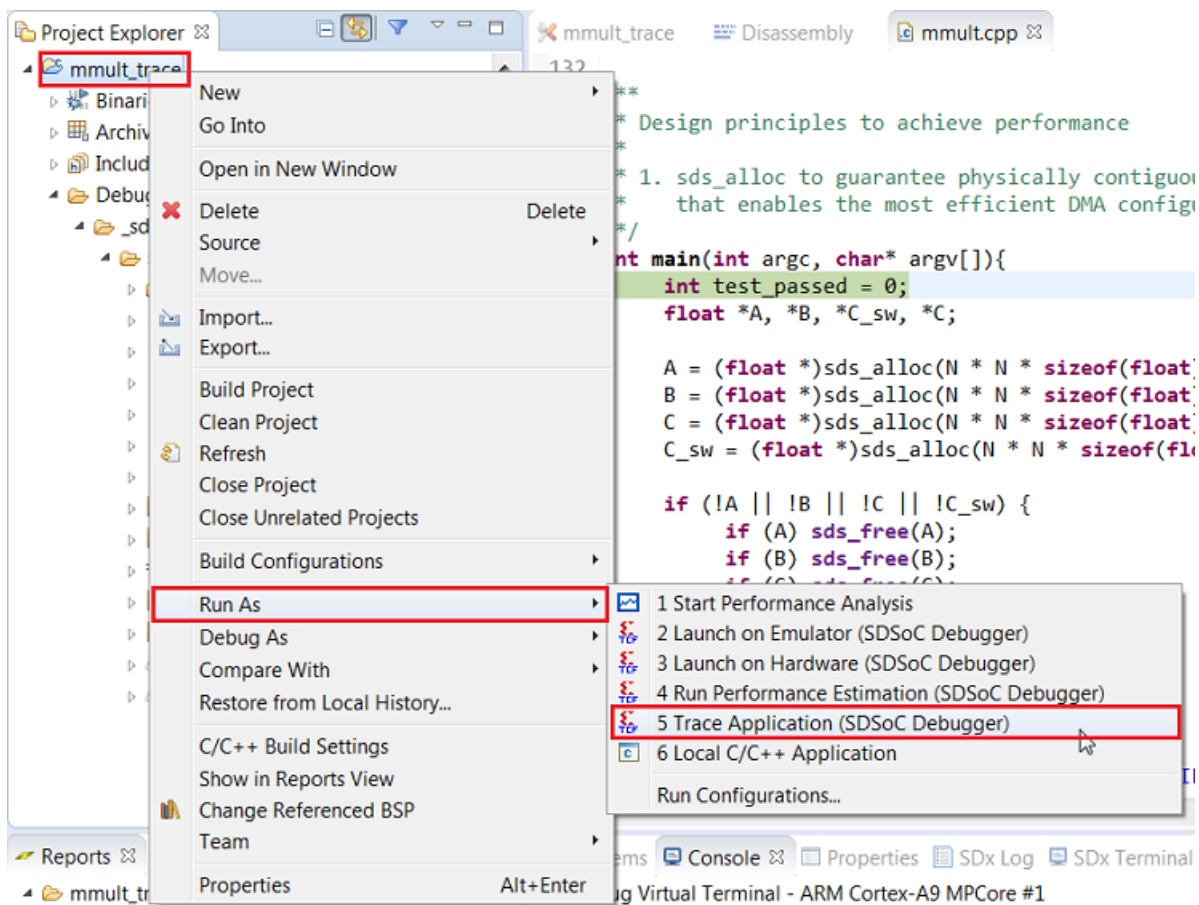 Project Explorer
mmult_trace
Disassembly
mmult.cpp
mmult_trace
132
New
Go Into
Open in New Window
Delete Delete
Source
Move...
Import...
Export...
Build Project
Clean Project
Refresh
Close Project
Close Unrelated Projects
Build Configurations
Run As
Debug As
Compare With
Restore from Local History...
C/C++ Build Settings
Show in Reports View
Change Referenced BSP
Team
Properties Alt+Enter
**
* Design principles to achieve performance
*
* 1. sds_alloc to guarantee physically contiguou
* that enables the most efficient DMA configu
*/
nt main(int argc, char* argv[]){
int test_passed = 0;
float *A, *B, *C_sw, *C;
A = (float *)sds_alloc(N * N * sizeof(float)
B = (float *)sds_alloc(N * N * sizeof(float)
C = (float *)sds_alloc(N * N * sizeof(float)
C_sw = (float *)sds_alloc(N * N * sizeof(flo
if (!A || !B || !C || !C_sw) {
if (A) sds_free(A);
if (B) sds_free(B);
1 Start Performance Analysis
2 Launch on Emulator (SDSoC Debugger)
3 Launch on Hardware (SDSoC Debugger)
4 Run Performance Estimation (SDSoC Debugger)
5 Trace Application (SDSoC Debugger)
6 Local C/C++ Application
Run Configurations...
Binari
Archiv
Includ
Debug
_sd
Reports
mmult_tr
ems
Console
Properties
SDx Log
SDx Terminal
ug Virtual Terminal - ARM Cortex-A9 MPCore #1